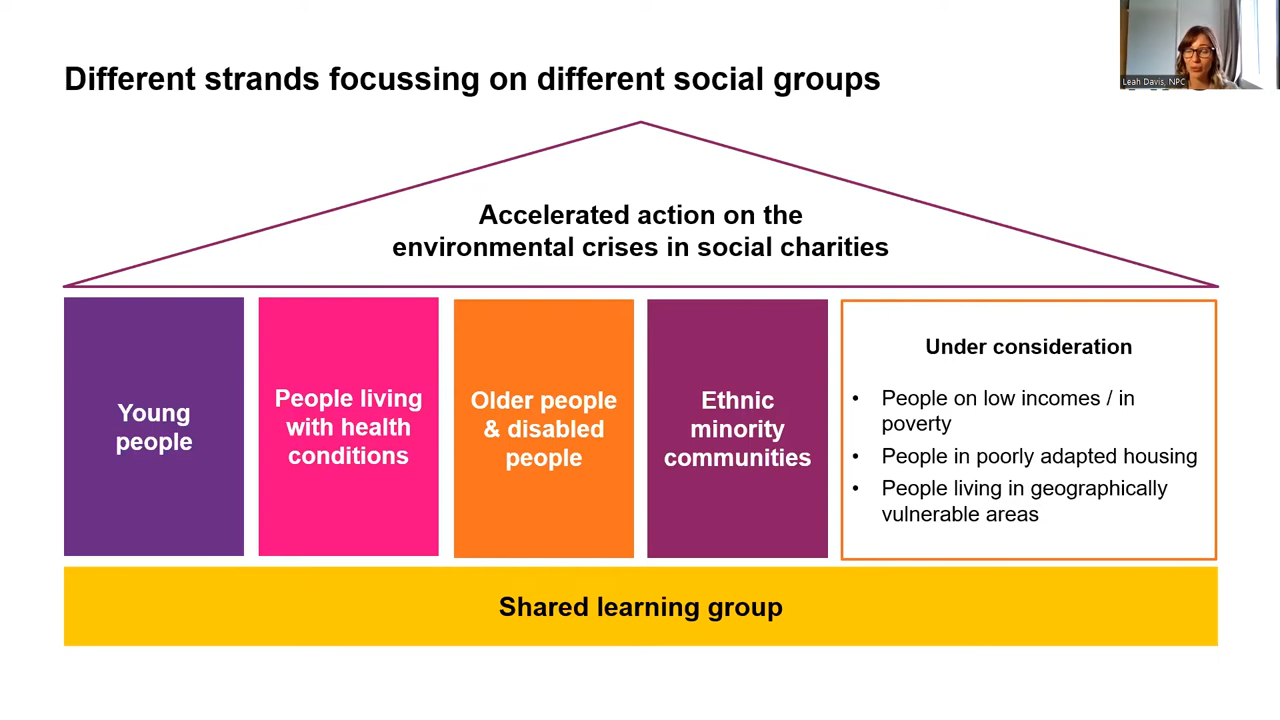 Different strands focussing on different social groups
Leah Davis, NPC
Accelerated action on the
environmental crises in social charities
Young
people
People living
with health
conditions
Older people
& disabled
people
Ethnic
minority
communities
Under consideration
• People on low incomes / in
poverty
• People in poorly adapted housing
• People living in geographically
vulnerable areas
Shared learning group